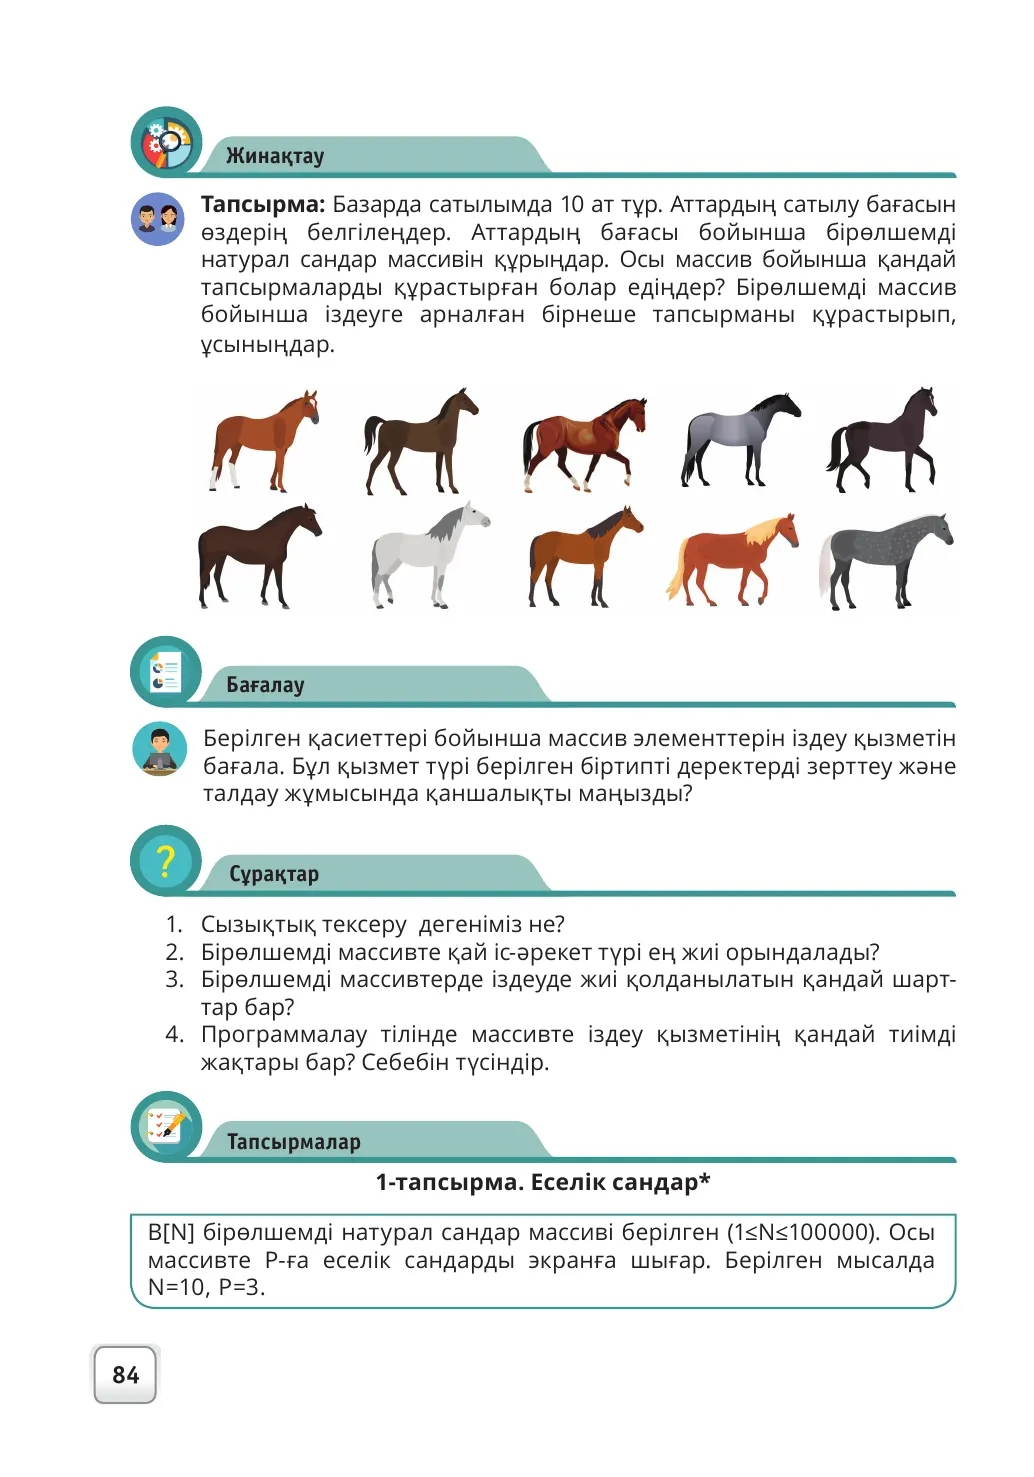 Жинақтау
Тапсырма: Базарда сатылымда 10 ат тұр. Аттардың сатылу бағасын
өздерің белгілеңдер. Аттардың бағасы бойынша бірөлшемді
натурал сандар массивін құрыңдар. Осы массив бойынша қандай
тапсырмаларды құрастырған болар едіңдер? Бірөлшемді массив
бойынша іздеуге арналған бірнеше тапсырманы құрастырып,
ұсыныңдар.
Бағалау
Берілген қасиеттері бойынша массив элементтерін іздеу қызметін
бағала. Бұл қызмет түрі берілген біртипті деректерді зерттеу және
талдау жұмысында қаншалықты маңызды?
?
Сұрақтар
1. Сызықтық тексеру дегеніміз не?
2. Бірөлшемді массивте қай іс-әрекет түрі ең жиі орындалады?
3. Бірөлшемді массивтерде іздеуде жиі қолданылатын қандай шарт-
тар бар?
4. Программалау тілінде массивте іздеу қызметінің қандай тиімді
жақтары бар? Себебін түсіндір.
Тапсырмалар
1-тапсырма. Еселік сандар*
B[N] бірөлшемді натурал сандар массиві берілген (1≤N≤100000). Осы
массивте P-ға еселік сандарды экранға шығар. Берілген мысалда
N=10, P=3.
84